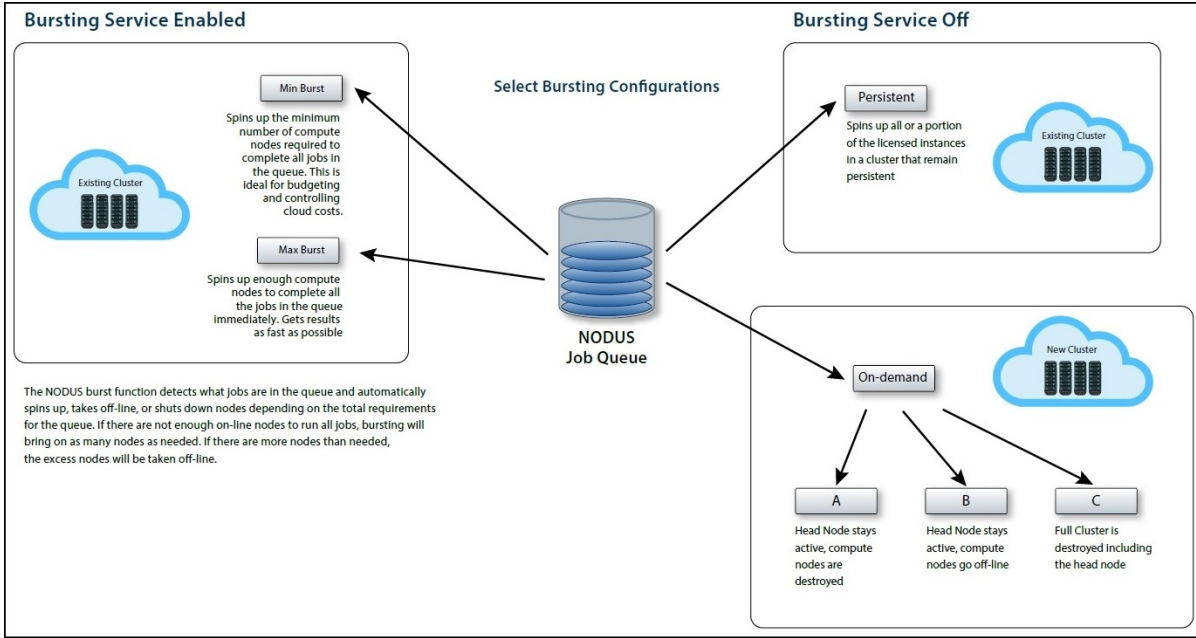 Bursting Service Enabled
Min Burst
Spins up the minimum
number of compute
nodes required to
complete all jobs in
the queue. This is
ideal for budgeting
and controlling
cloud costs.
Existing Cluster
Max Burst
Spins up enough compute
nodes to complete all
the jobs in the queue
immediately. Gets results
as fast as possible
The NODUS burst function detects what jobs are in the queue and automatically
spins up, takes off-line, or shuts down nodes depending on the total requirements
for the queue. If there are not enough on-line nodes to run all jobs, bursting will
bring on as many nodes as needed. If there are more nodes than needed,
the excess nodes will be taken off-line.
Select Bursting Configurations
NODUS
Job Queue
Bursting Service Off
Persistent
Spins up all or a portion
of the licensed instances
in a cluster that remain
persistent
Existing Cluster
New Cluster
On-demand
A
Head Node stays
active, compute
nodes are
destroyed
B
Head Node stays
active, compute
nodes go off-line
C
Full Cluster is
destroyed including
the head node